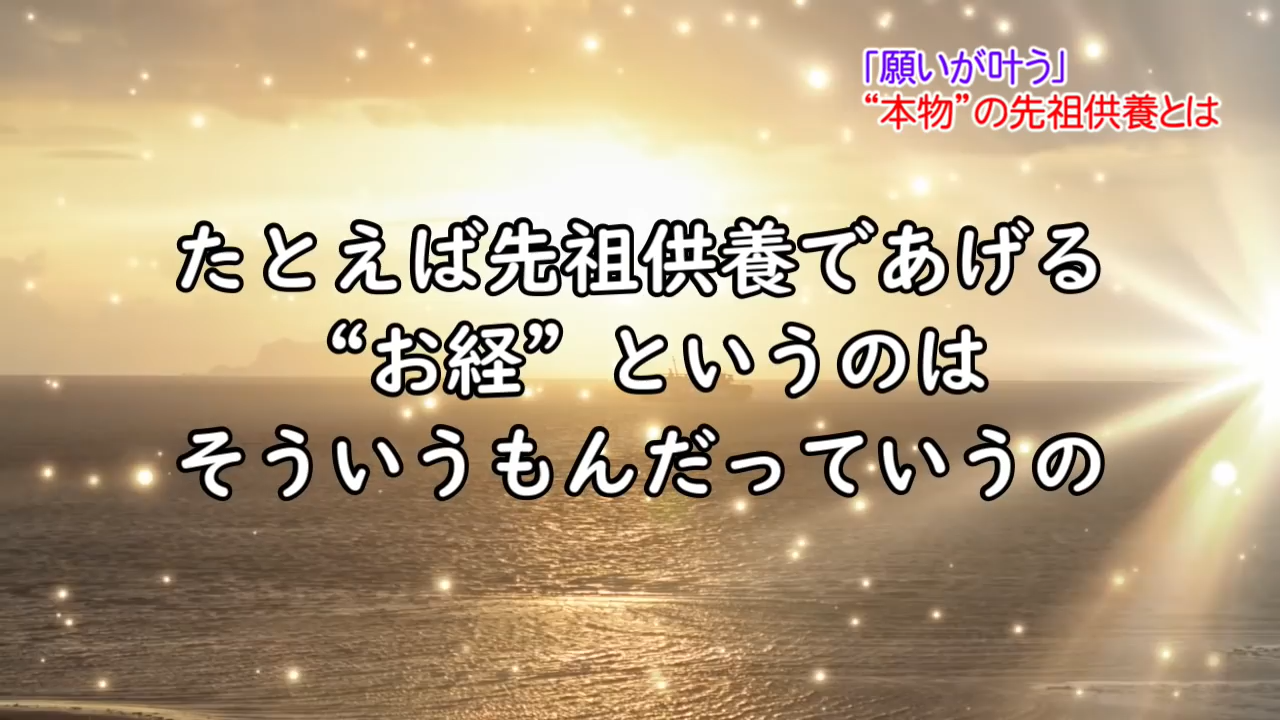 「願いが叶う」
“本物”の先祖供養とは
たとえば先祖供養であげる
“お経” というのは
そういうもんだっていうの